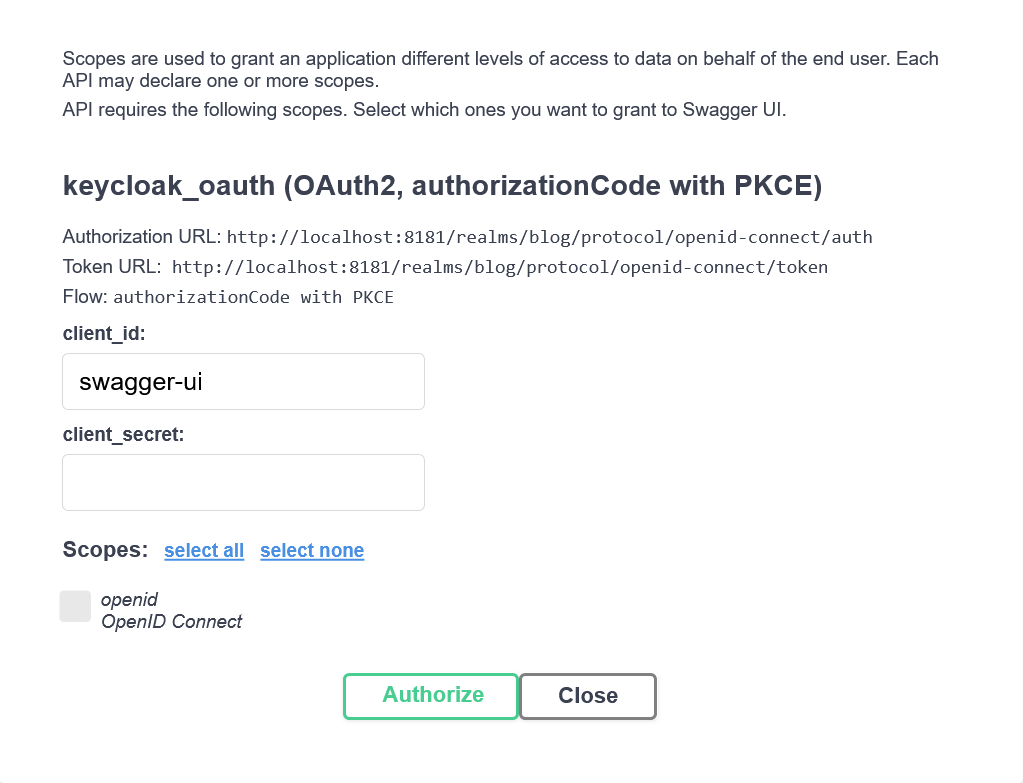 Scopes are used to grant an application different levels of access to data on behalf of the end user. Each
API may declare one or more scopes.
API requires the following scopes. Select which ones you want to grant to Swagger UI.
keycloak_oauth (OAuth2, authorizationCode with PKCE)
Authorization URL: http://localhost:8181/realms/blog/protocol/openid-connect/auth
Token URL: http://localhost:8181/realms/blog/protocol/openid-connect/token
Flow: authorizationCode with PKCE
client_id:
swagger-ui
client_secret:
Scopes: select all select none
openid
OpenID Connect
Authorize Close